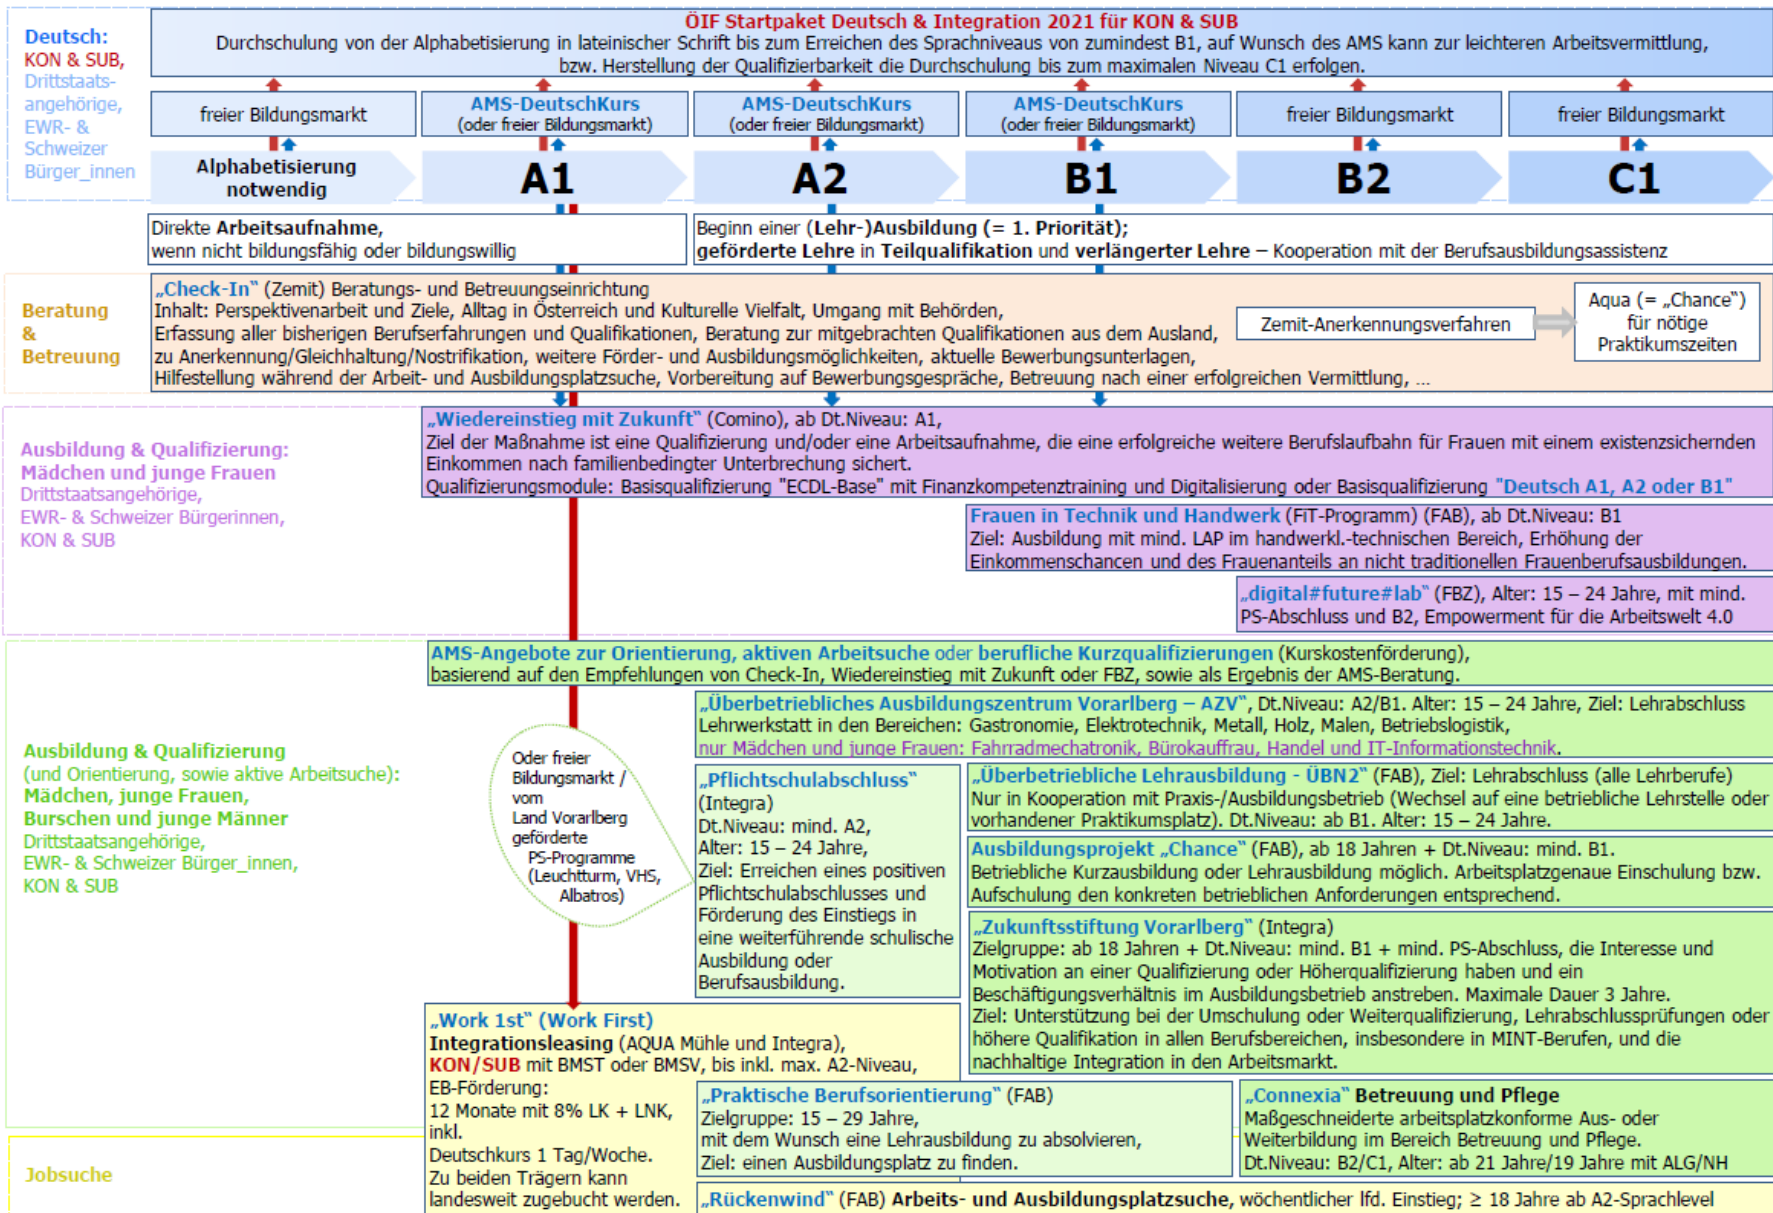 Deutsch:
KON & SUB,
Drittstaats-
angehörige,
EWR- &
Schweizer
Bürger_innen
ÖIF Startpaket Deutsch & Integration 2021 für KON & SUB
Durchschulung von der Alphabetisierung in lateinischer Schrift bis zum Erreichen des Sprachniveaus von zumindest B1, auf Wunsch des AMS kann zur leichteren Arbeitsvermittlung,
bzw. Herstellung der Qualifizierbarkeit die Durchschulung bis zum maximalen Niveau C1 erfolgen.
freier Bildungsmarkt
AMS-DeutschKurs
(oder freier Bildungsmarkt)
AMS-DeutschKurs
(oder freier Bildungsmarkt)
AMS-DeutschKurs
(oder freier Bildungsmarkt)
freier Bildungsmarkt
freier Bildungsmarkt
Alphabetisierung
notwendig
A1
A2
B1
B2
C1
Direkte Arbeitsaufnahme,
wenn nicht bildungsfähig oder bildungswillig
Beginn einer (Lehr-)Ausbildung (= 1. Priorität);
geförderte Lehre in Teilqualifikation und verlängerter Lehre – Kooperation mit der Berufsausbildungsassistenz
Beratung
&
Betreuung
„Check-In“ (Zemit) Beratungs- und Betreuungseinrichtung
Inhalt: Perspektivenarbeit und Ziele, Alltag in Österreich und Kulturelle Vielfalt, Umgang mit Behörden,
Erfassung aller bisherigen Berufserfahrungen und Qualifikationen, Beratung zur mitgebrachten Qualifikationen aus dem Ausland,
zu Anerkennung/Gleichhaltung/Nostrifikation, weitere Förder- und Ausbildungsmöglichkeiten, aktuelle Bewerbungsunterlagen,
Hilfestellung während der Arbeit- und Ausbildungsplatzsuche, Vorbereitung auf Bewerbungsgespräche, Betreuung nach einer erfolgreichen Vermittlung, ...
Zemit-Anerkennungsverfahren
Aqua (= „Chance“)
für nötige
Praktikumszeiten
Ausbildung & Qualifizierung:
Mädchen und junge Frauen
Drittstaatsangehörige,
EWR- & Schweizer Bürgerinnen,
KON & SUB
„Wiedereinstieg mit Zukunft“ (Comino), ab Dt.Niveau: A1,
Ziel der Maßnahme ist eine Qualifizierung und/oder eine Arbeitsaufnahme, die eine erfolgreiche weitere Berufslaufbahn für Frauen mit einem existenzsichernden
Einkommen nach familienbedingter Unterbrechung sichert.
Qualifizierungsmodule: Basisqualifizierung "ECDL-Base" mit Finanzkompetenztraining und Digitalisierung oder Basisqualifizierung "Deutsch A1, A2 oder B1"
Frauen in Technik und Handwerk (FiT-Programm) (FAB), ab Dt.Niveau: B1
Ziel: Ausbildung mit mind. LAP im handwerkl.-technischen Bereich, Erhöhung der
Einkommenschancen und des Frauenanteils an nicht traditionellen Frauenberufsausbildungen.
„digital#future#lab“ (FBZ), Alter: 15 – 24 Jahre, mit mind.
PS-Abschluss und B2, Empowerment für die Arbeitswelt 4.0
Ausbildung & Qualifizierung
(und Orientierung, sowie aktive Arbeitsuche):
Mädchen, junge Frauen,
Burschen und junge Männer
Drittstaatsangehörige,
EWR- & Schweizer Bürger_innen,
KON & SUB
AMS-Angebote zur Orientierung, aktiven Arbeitsuche oder berufliche Kurzqualifizierungen (Kurskostenförderung),
basierend auf den Empfehlungen von Check-In, Wiedereinstieg mit Zukunft oder FBZ, sowie als Ergebnis der AMS-Beratung.
„Überbetriebliches Ausbildungszentrum Vorarlberg – AZV“, Dt.Niveau: A2/B1. Alter: 15 – 24 Jahre, Ziel: Lehrabschluss
Lehrwerkstatt in den Bereichen: Gastronomie, Elektrotechnik, Metall, Holz, Malen, Betriebslogistik,
nur Mädchen und junge Frauen: Fahrradmechatronik, Bürokauffrau, Handel und IT-Informationstechnik.
Oder freier
Bildungsmarkt /
vom
Land Vorarlberg
geförderte
PS-Programme
(Leuchtturm, VHS,
Albatros)
„Pflichtschulabschluss“
(Integra)
Dt.Niveau: mind. A2,
Alter: 15 – 24 Jahre,
Ziel: Erreichen eines positiven
Pflichtschulabschlusses und
Förderung des Einstiegs in
eine weiterführende schulische
Ausbildung oder
Berufsausbildung.
„Überbetriebliche Lehrausbildung - ÜBN2“ (FAB), Ziel: Lehrabschluss (alle Lehrberufe)
Nur in Kooperation mit Praxis-/Ausbildungsbetrieb (Wechsel auf eine betriebliche Lehrstelle oder
vorhandener Praktikumsplatz). Dt.Niveau: ab B1. Alter: 15 – 24 Jahre.
Ausbildungsprojekt „Chance“ (FAB), ab 18 Jahren + Dt.Niveau: mind. B1.
Betriebliche Kurzausbildung oder Lehrausbildung möglich. Arbeitsplatzgenaue Einschulung bzw.
Aufschulung den konkreten betrieblichen Anforderungen entsprechend.
„Zukunftsstiftung Vorarlberg“ (Integra)
Zielgruppe: ab 18 Jahren + Dt.Niveau: mind. B1 + mind. PS-Abschluss, die Interesse und
Motivation an einer Qualifizierung oder Höherqualifizierung haben und ein
Beschäftigungsverhältnis im Ausbildungsbetrieb anstreben. Maximale Dauer 3 Jahre.
Ziel: Unterstützung bei der Umschulung oder Weiterqualifizierung, Lehrabschlussprüfungen oder
höhere Qualifikation in allen Berufsbereichen, insbesondere in MINT-Berufen, und die
nachhaltige Integration in den Arbeitsmarkt.
„Work 1st“ (Work First)
Integrationsleasing (AQUA Mühle und Integra),
KON/SUB mit BMST oder BMSV, bis inkl. max. A2-Niveau,
EB-Förderung:
12 Monate mit 8% LK + LNK,
inkl.
Deutschkurs 1 Tag/Woche.
Zu beiden Trägern kann
landesweit zugebucht werden.
„Praktische Berufsorientierung“ (FAB)
Zielgruppe: 15 – 29 Jahre,
mit dem Wunsch eine Lehrausbildung zu absolvieren,
Ziel: einen Ausbildungsplatz zu finden.
„Connexia“ Betreuung und Pflege
Maßgeschneiderte arbeitsplatzkonforme Aus- oder
Weiterbildung im Bereich Betreuung und Pflege.
Dt.Niveau: B2/C1, Alter: ab 21 Jahre/19 Jahre mit ALG/NH
Jobsuche
„Rückenwind“ (FAB) Arbeits- und Ausbildungsplatzsuche, wöchentlicher lfd. Einstieg; ≥ 18 Jahre ab A2-Sprachlevel